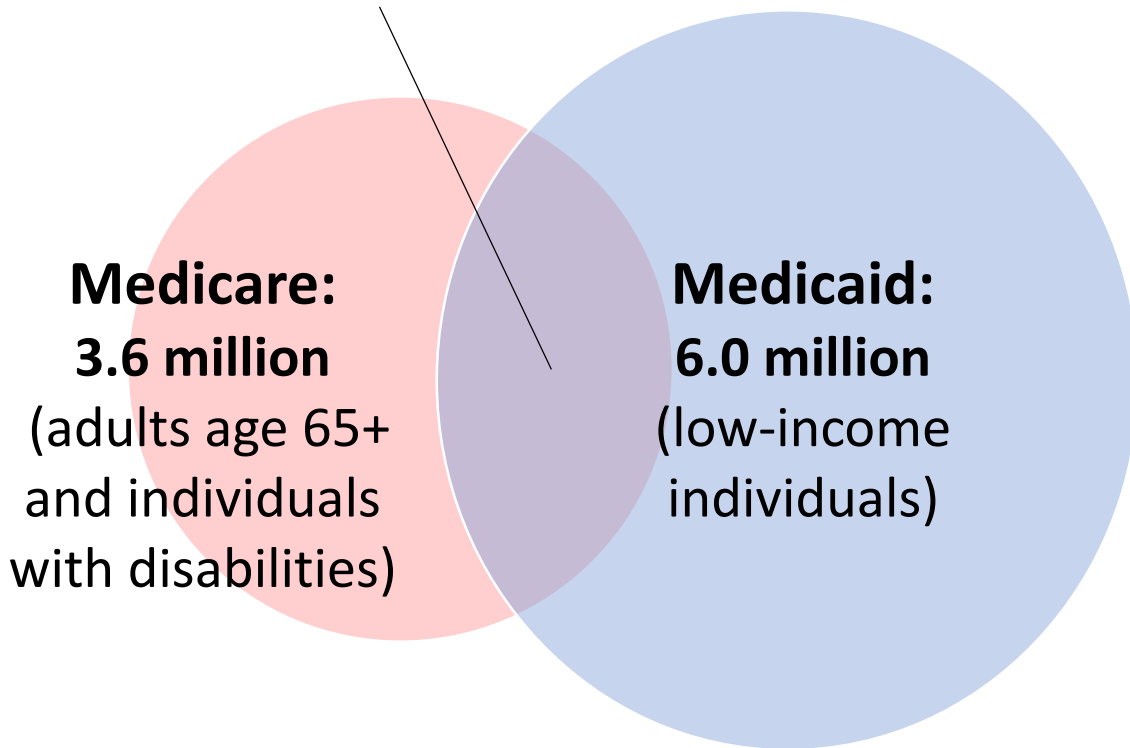 Medicare:
3.6 million
(adults age 65+
and individuals
with disabilities)
Medicaid:
6.0 million
(low-income
individuals)